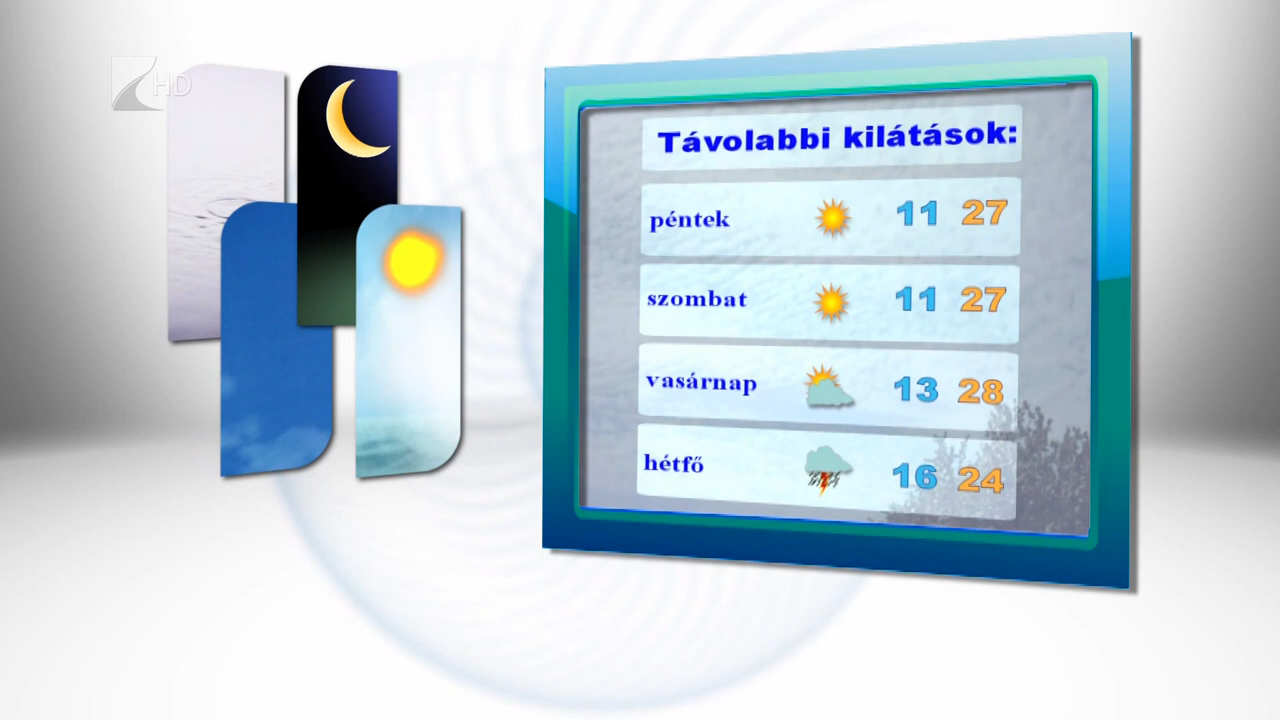 HD
Távolabbi kilátások:
péntek 11 27
szombat 11 27
vasárnap 13 28
hétfő 16 24